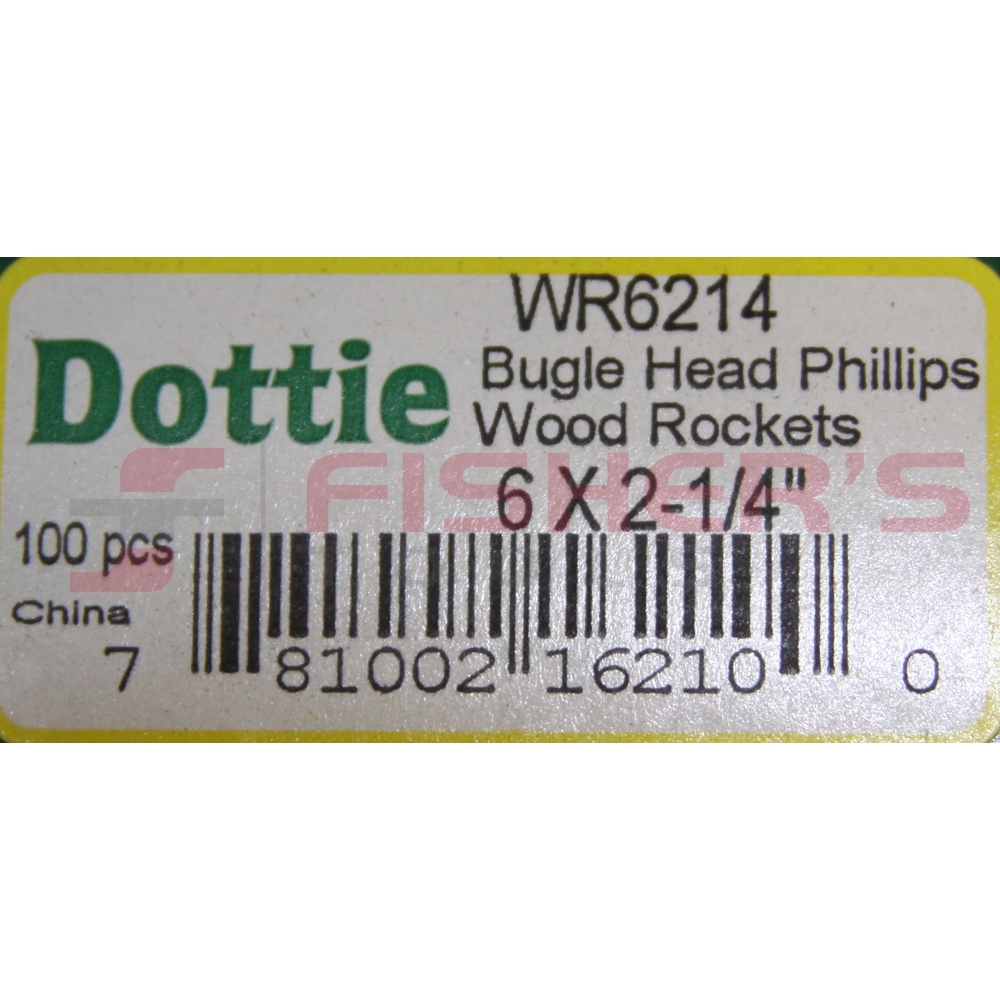 WR6214
Dottie
Bugle Head Phillips
Wood Rockets
FISHER'S
6 X 2-1/4"
100 pcs
China
7 81002 16210 0